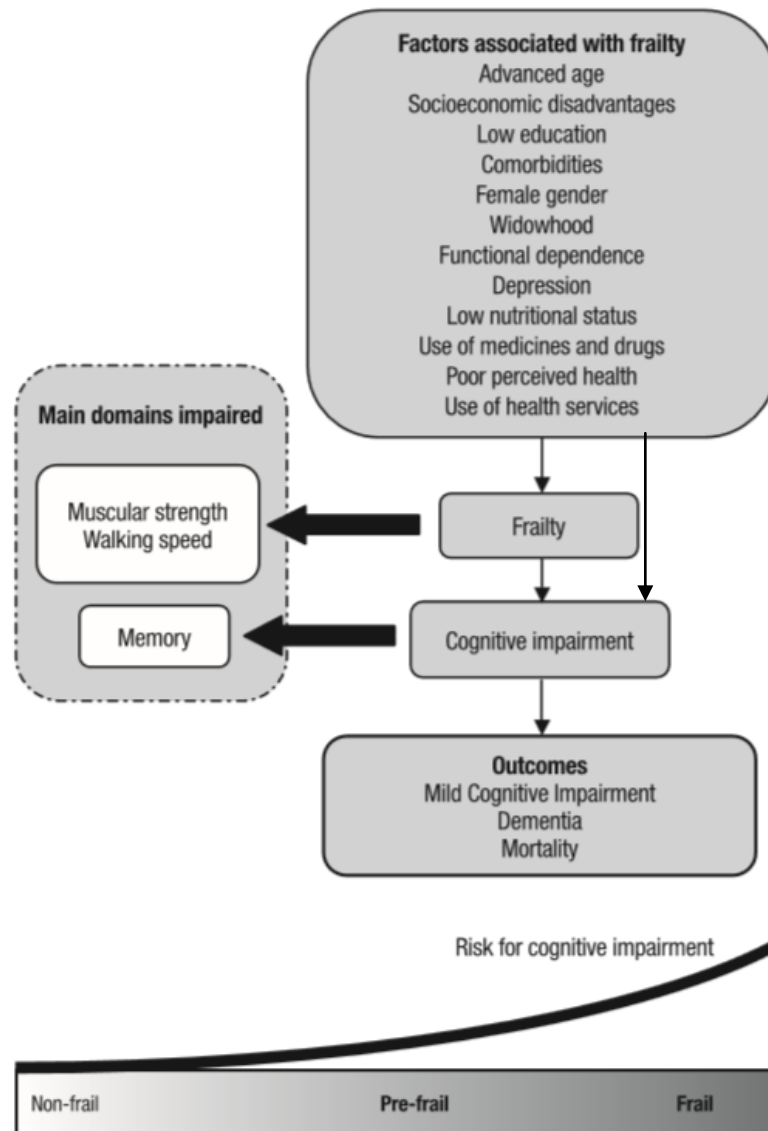 Factors associated with frailty
Advanced age
Socioeconomic disadvantages
Low education
Comorbidities
Female gender
Widowhood
Functional dependence
Depression
Low nutritional status
Use of medicines and drugs
Poor perceived health
Use of health services
Main domains impaired
Muscular strength
Walking speed
Frailty
Memory
Cognitive impairment
Outcomes
Mild Cognitive Impairment
Dementia
Mortality
Risk for cognitive impairment
Non-frail Pre-frail Frail